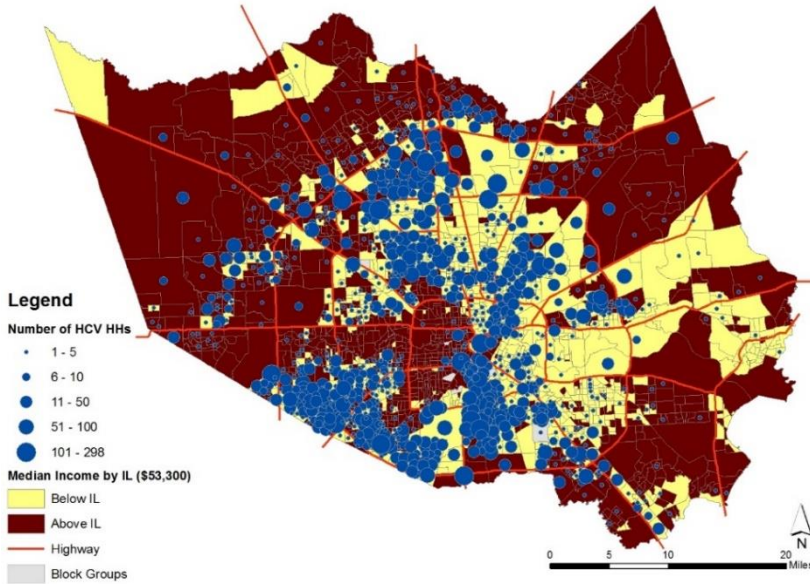 Legend
Number of HCV HHs
1 - 5
6 - 10
11 - 50
51 - 100
101 - 298
Median Income by IL ($53,300)
Below IL
Above IL
Highway
Block Groups
N
0 5 10 20
Miles